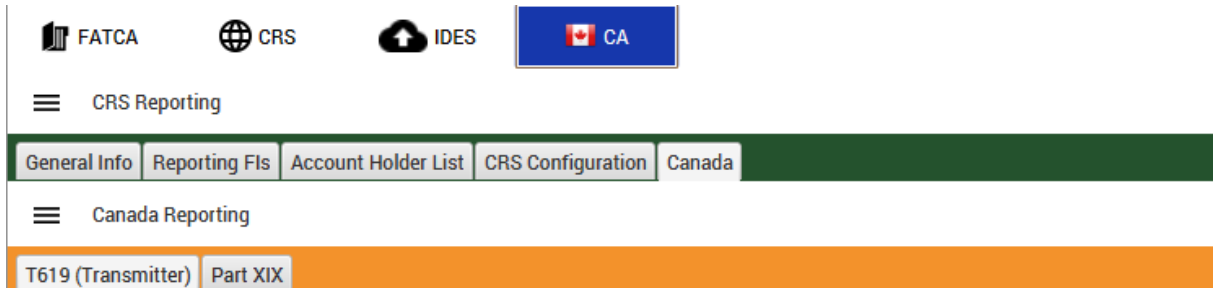 FATCA CRS IDES CA
CRS Reporting
General Info Reporting FIs Account Holder List CRS Configuration Canada
Canada Reporting
T619 (Transmitter) Part XIX